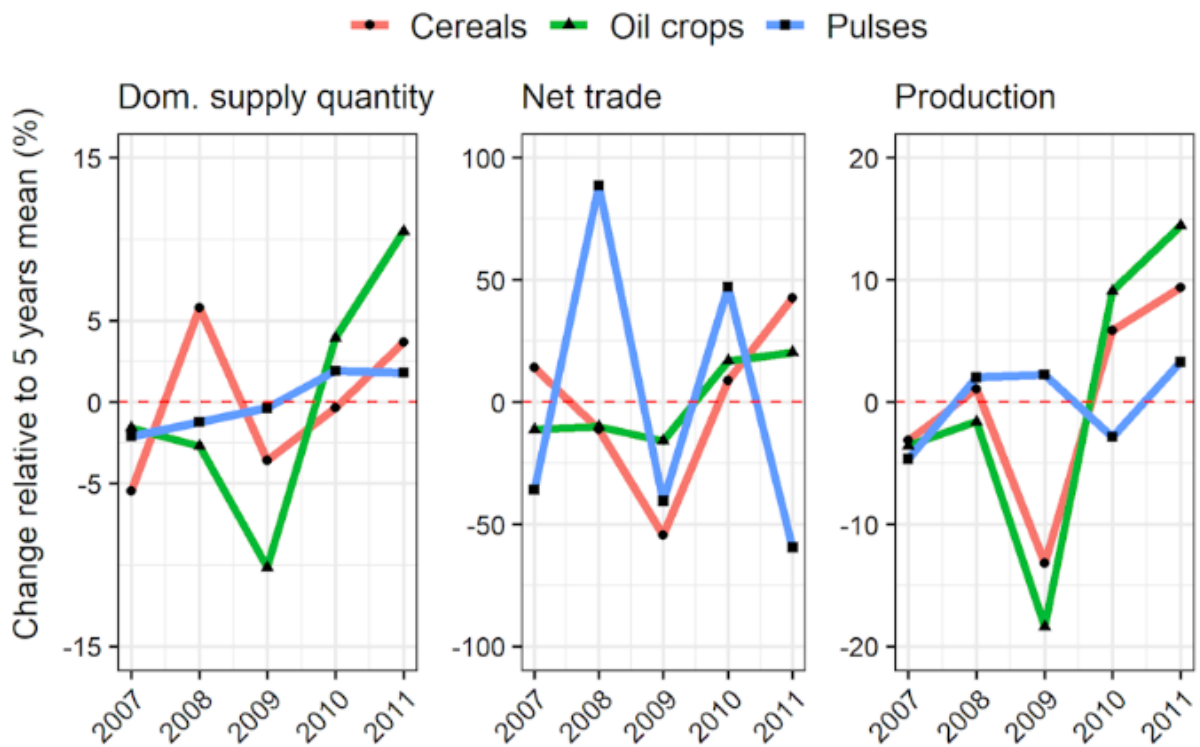 Cereals Oil crops Pulses
Dom. supply quantity Net trade Production
Change relative to 5 years mean (%)
15 100 20
50 10
5
0 0 0
-5
-50 -10
-15 -100 -20
2007 2008 2009 2010 2011 2007 2008 2009 2010 2011 2007 2008 2009 2010 2011